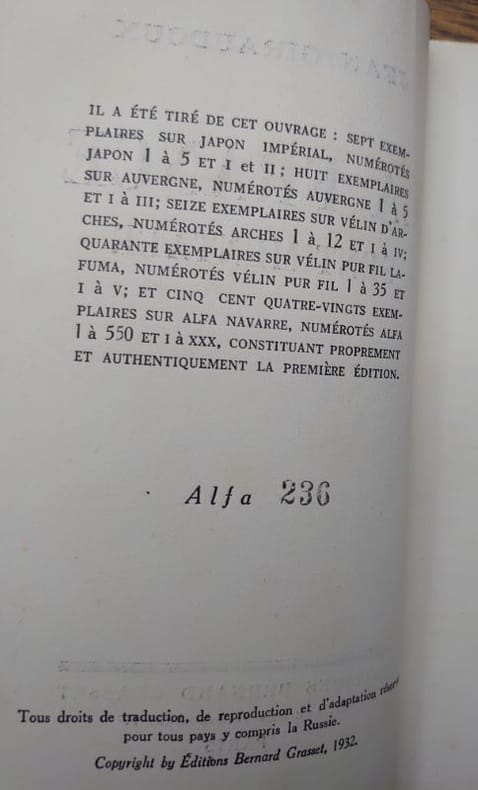 JEAN GIRAUDOUX
IL A ÉTÉ TIRÉ DE CET OUVRAGE : SEPT EXEM-
PLAIRES SUR JAPON IMPÉRIAL, NUMÉROTÉS
JAPON 1 à 5 ET I et II ; HUIT EXEMPLAIRES
SUR AUVERGNE, NUMÉROTÉS AUVERGNE 1 à 5
ET I à III; SEIZE EXEMPLAIRES SUR VÉLIN D'AR-
CHES, NUMÉROTÉS ARCHES 1 à 12 ET I à IV;
QUARANTE EXEMPLAIRES SUR VÉLIN PUR FIL LA-
FUMA, NUMÉROTÉS VÉLIN PUR FIL 1 à 35 ET
I à V; ET CINQ CENT QUATRE-VINGTS EXEM-
PLAIRES SUR ALFA NAVARRE, NUMÉROTÉS ALFA
1 à 550 ET I à XXX, CONSTITUANT PROPREMENT
ET AUTHENTIQUEMENT LA PREMIÈRE ÉDITION.
Alfa 236
Tous droits de traduction, de reproduction et d'adaptation
pour tous pays y compris la Russie.
Copyright by Éditions Bernard Grasset, 1932.